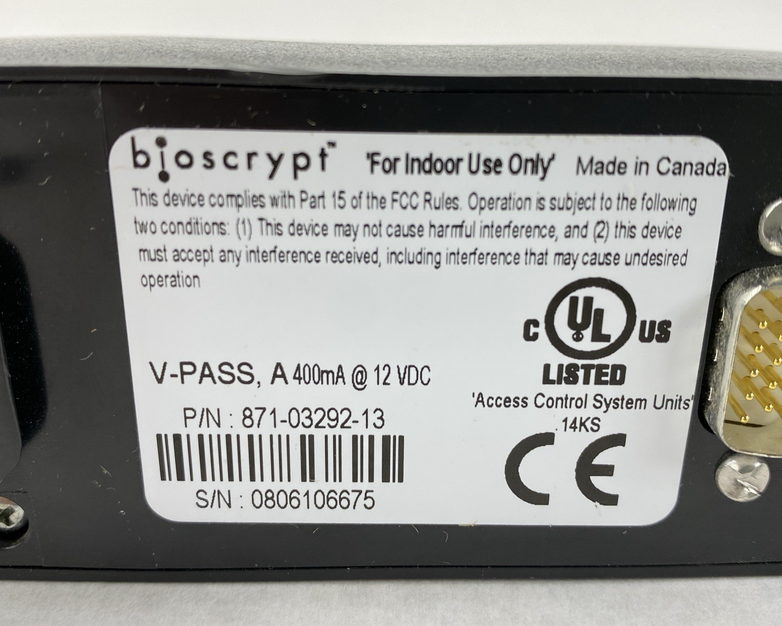 bioscrypt™ 'For Indoor Use Only' Made in Canada
This device complies with Part 15 of the FCC Rules. Operation is subject to the following
two conditions: (1) This device may not cause harmful interference, and (2) this device
must accept any interference received, including interference that may cause undesired
operation
C UL US
LISTED
V-PASS, A 400mA @ 12 VDC
'Access Control System Units'
14KS
P/N : 871-03292-13
CE
S/N : 0806106675